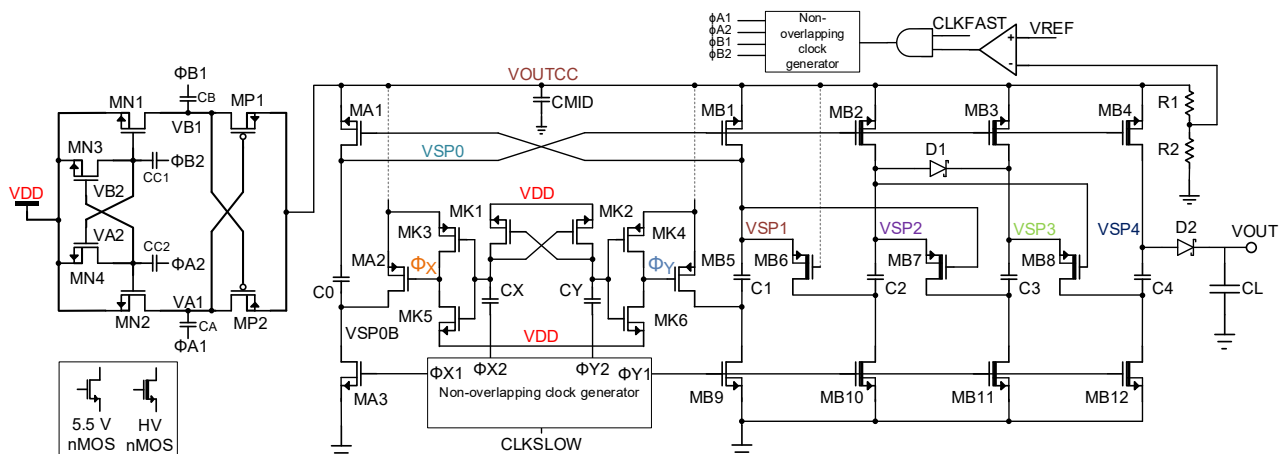 ΦA1
ΦA2
ΦB1
ΦB2
Non-
overlapping
clock
generator
CLKFAST
+
-
VREF
ΦB1
CB
MN1
MP1
VB1
MN3
ΦB2
CC1
VB2
VDD
VA2
CC2
ΦA2
MN4
MN2
VA1
CA
MP2
ΦA1
VOUTCC
CMID
MA1
VSP0
MB1
MB2
MB3
MB4
R1
R2
D1
VDD
MK1
MK2
MK3
MK4
MA2
ΦX
ΦY
MB5
VSP1
MB6
VSP2
MB7
VSP3
MB8
VSP4
D2
VOUT
C0
CX
CY
C1
C2
C3
C4
CL
MK5
MK6
VSP0B
VDD
ΦX1
ΦX2
ΦY2
ΦY1
Non-overlapping clock generator
CLKSLOW
MA3
MB9
MB10
MB11
MB12
5.5 V
nMOS
HV
nMOS